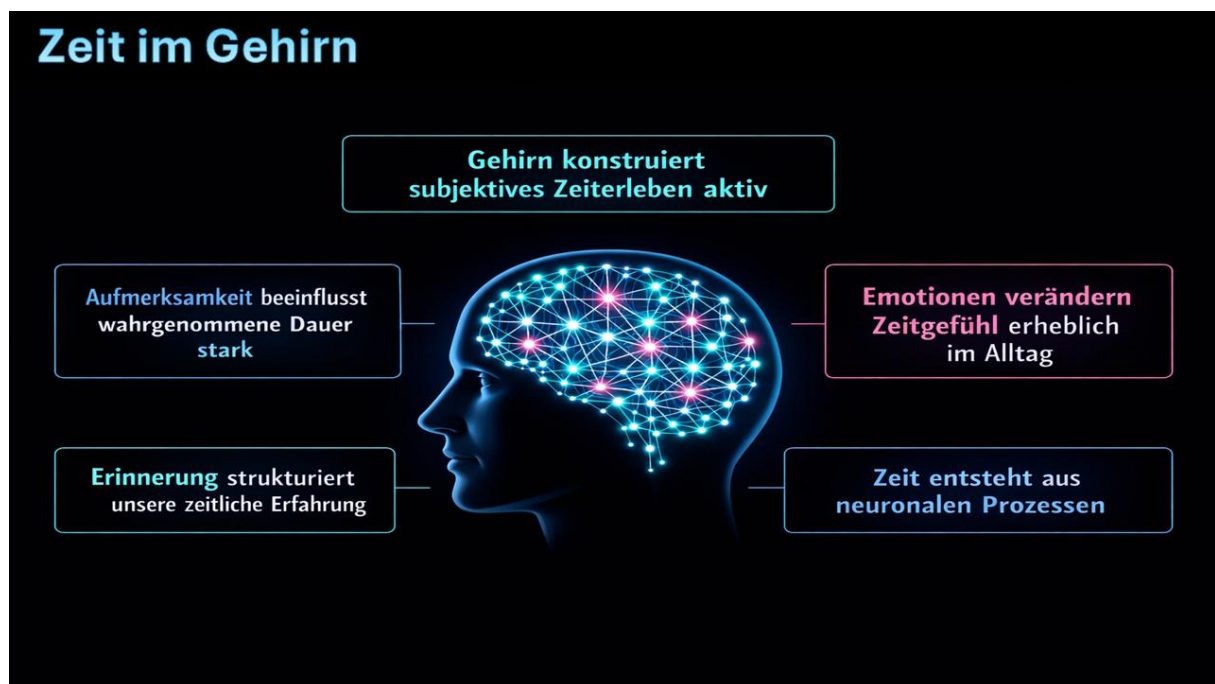 Zeit im Gehirn
Gehirn konstruiert
subjektives Zeiterleben aktiv
Aufmerksamkeit beeinflusst
wahrgenommene Dauer
stark
Emotionen verändern
Zeitgefühl erheblich
im Alltag
Erinnerung strukturiert
unsere zeitliche Erfahrung
Zeit entsteht aus
neuronalen Prozessen